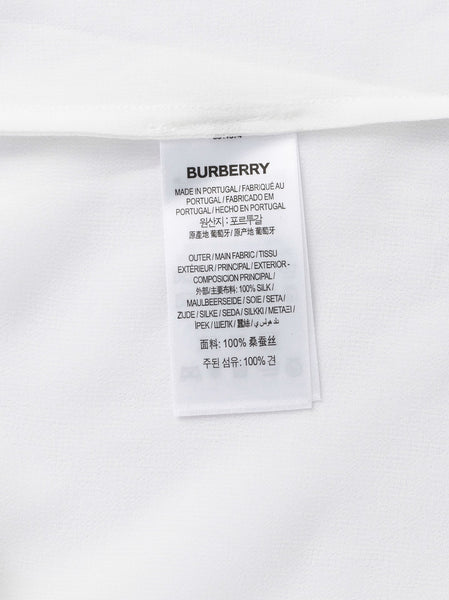 BURBERRY
MADE IN PORTUGAL / FABRIQUÉ AU
PORTUGAL / FABRICADO EM
PORTUGAL / HECHO EN PORTUGAL
원산지 : 포르투갈
原產地 葡萄牙/ 原产地 葡萄牙
OUTER / MAIN FABRIC / TISSU
EXTÉRIEUR / PRINCIPAL / EXTERIOR -
COMPOSICION PRINCIPAL /
外部/主要布料: 100% SILK /
MAULBEERSEIDE / SOIE / SETA /
ZUDE / SILKE / SEDA / SILKKI / ΜΕΤΑΞΙ /
İPEK / ШЕЛК / 蠶絲/
面料: 100% 桑蚕丝
주된 섬유: 100% 견